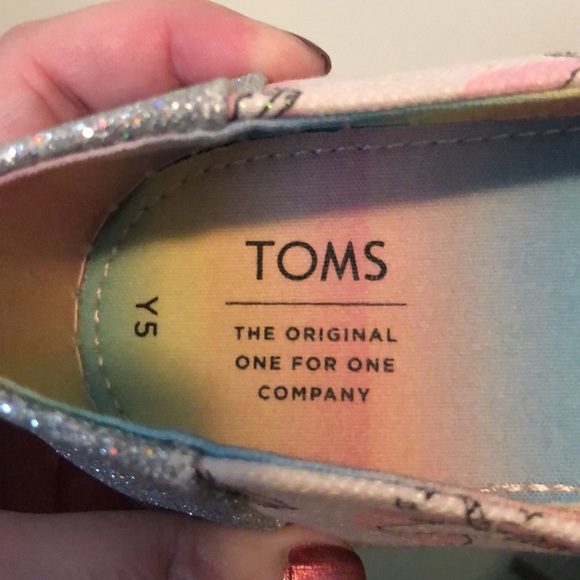 TOMS
THE ORIGINAL
ONE FOR ONE
COMPANY
Y5